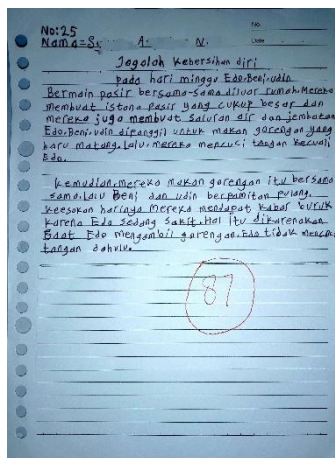 No:25
Nama=S A. N.
No.
Date
Jagalah Kebersihan diri
pada hari minggu Edo.Beni.udin
Bermain pasir bersama-sama diluar rumah.Mereka
membuat istana pasir yang cukup besar dan
mereka juga membuat saluran air dan jembatan
Edo.Beni.udin dipanggil untuk makan gorengan yang
baru matang.Lalu mereka mencuci tangan kecuali
Edo.
kemudian.mereka makan gorengan itu bersama
sama.Lalu Beni dan udin berpamitan pulang.
keesokan harinya Mereka mendapat kabar buruk
karena Edo sedang sakit.Hal itu dikarenakan
saat Edo mengambil gorengan.Edo tidak mencuci
tangan dahulu.
87